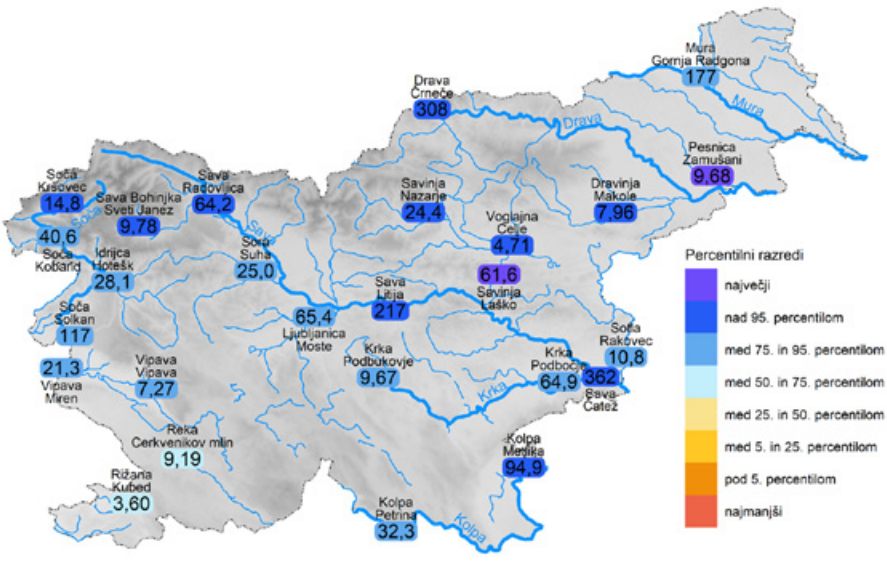 Mura
Gornja Radgona
177
Mura
Drava
Črneče
308
Drava
Pesnica
Zamušani
9.68
Soča
Kršovec
14,8
Sava Bohinjka
Sveti Janez
9,78
Sava
Radovljica
64,2
Savinja
Nazarje
24,4
Dravinja
Makole
7,96
Soča
40,6
Soča
Kobarid
Sava
Voglajna
Celje
4,71
Idrijca
Hotešk
28,1
Sora
Suha
25,0
61,6
Savinja
Laško
Sava
Litija
217
65,4
Ljubljanica
Moste
Soča
Solkan
117
Sotla
Rakovec
10,8
21,3
Vipava
Miren
Vipava
Vipava
7,27
Krka
Podbukovje
9,67
Krka
Krka
Podbočje
64,9
362
Sava
Čatež
Reka
Cerkvenikov mlin
9,19
Kolpa
Metlika
94,9
Rižana
Kubed
3,60
Kolpa
Petrina
32,3
Kolpa
Percentilni razredi
največji
nad 95. percentilom
med 75. in 95. percentilom
med 50. in 75. percentilom
med 25. in 50. percentilom
med 5. in 25. percentilom
pod 5. percentilom
najmanjši